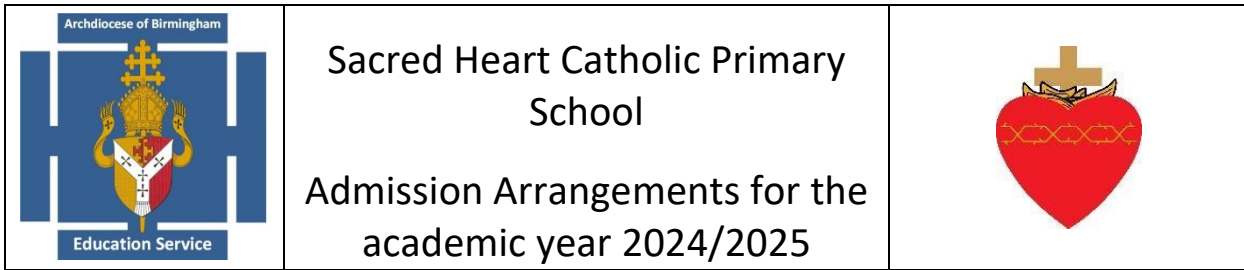 Archdiocese of Birmingham
Education Service
Sacred Heart Catholic Primary
School
Admission Arrangements for the
academic year 2024/2025